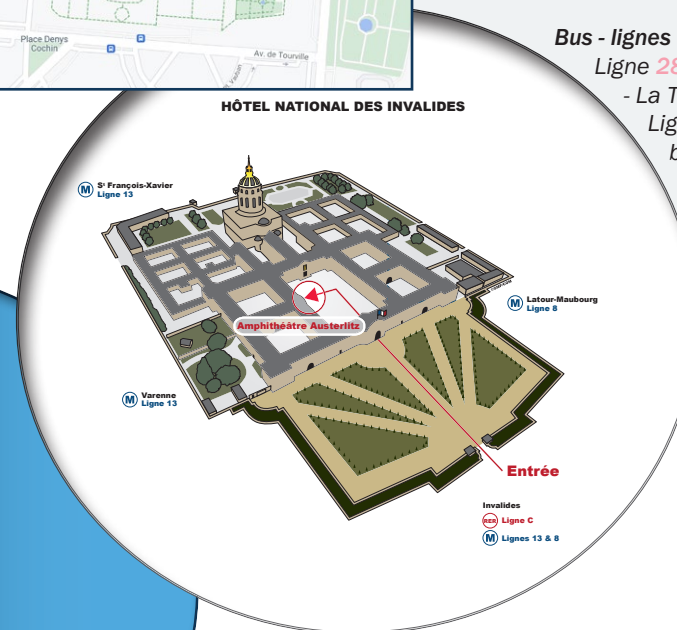 Place Denys
Cochin
Av. de Tourville
Bus - lignes
Ligne 28
- La T
Lig
b
HÔTEL NATIONAL DES INVALIDES
M St François-Xavier
Ligne 13
M Latour-Maubourg
Ligne 8
Amphithéâtre Austerlitz
M Varenne
Ligne 13
Entrée
Invalides
RER Ligne C
M Lignes 13 & 8